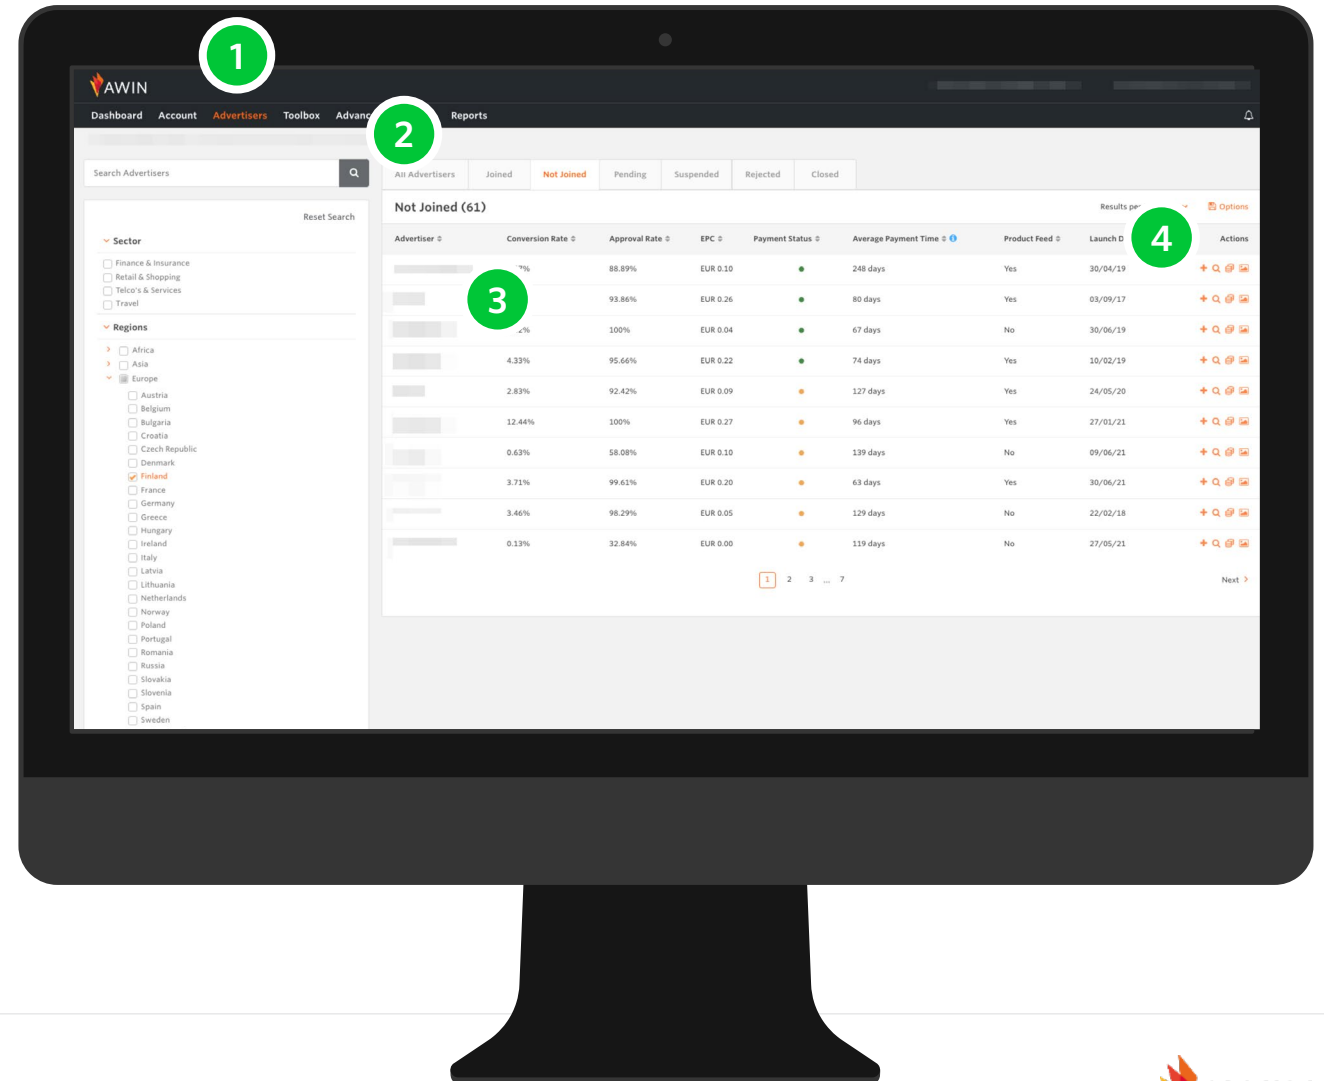 1
AWIN
Dashboard Account Advertisers Toolbox Reports
2
Search Advertisers
All Advertisers Joined Not Joined Pending Suspended Rejected Closed
Reset Search
Not Joined (61)
Results Options
Sector
Advertiser Conversion Rate Approval Rate EPC Payment Status Average Payment Time Product Feed Launch Actions
4
Finance & Insurance
Retail & Shopping
Telco's & Services
Travel
88.89% EUR 0.10 248 days Yes 30/04/19
3
93.86% EUR 0.26 80 days Yes 03/09/17
Regions
100% EUR 0.04 67 days No 30/06/19
Africa
Asia
Europe
4.33% 95.66% EUR 0.22 74 days Yes 10/02/19
Austria
Belgium
Bulgaria
Croatia
Czech Republic
Denmark
Finland
France
Germany
Greece
Hungary
Ireland
Italy
Latvia
Lithuania
Netherlands
Norway
Poland
Portugal
Romania
Russia
Slovakia
Slovenia
Spain
Sweden
2.83% 92.42% EUR 0.09 127 days Yes 24/05/20
12.44% 100% EUR 0.27 96 days Yes 27/01/21
0.63% 58.08% EUR 0.10 139 days No 09/06/21
3.71% 99.61% EUR 0.20 63 days Yes 30/06/21
3.46% 98.29% EUR 0.05 129 days No 22/02/18
0.13% 32.84% EUR 0.00 119 days No 27/05/21
1 2 3 ... 7 Next